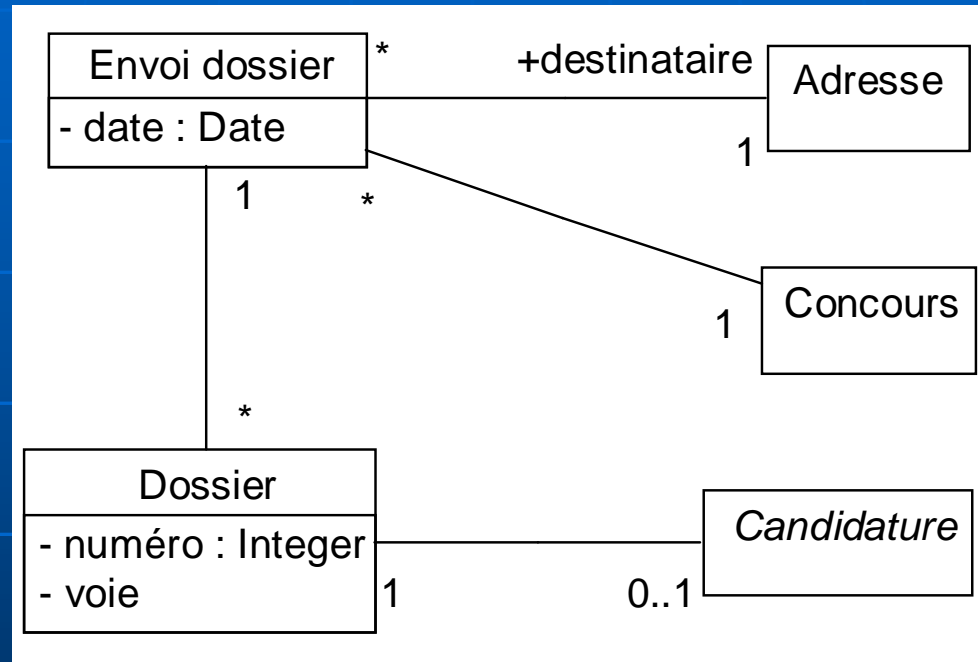 Envoi dossier
- date : Date
*
+destinataire
Adresse
1
1
*
Concours
1
*
Dossier
- numéro : Integer
- voie
1
0..1
Candidature